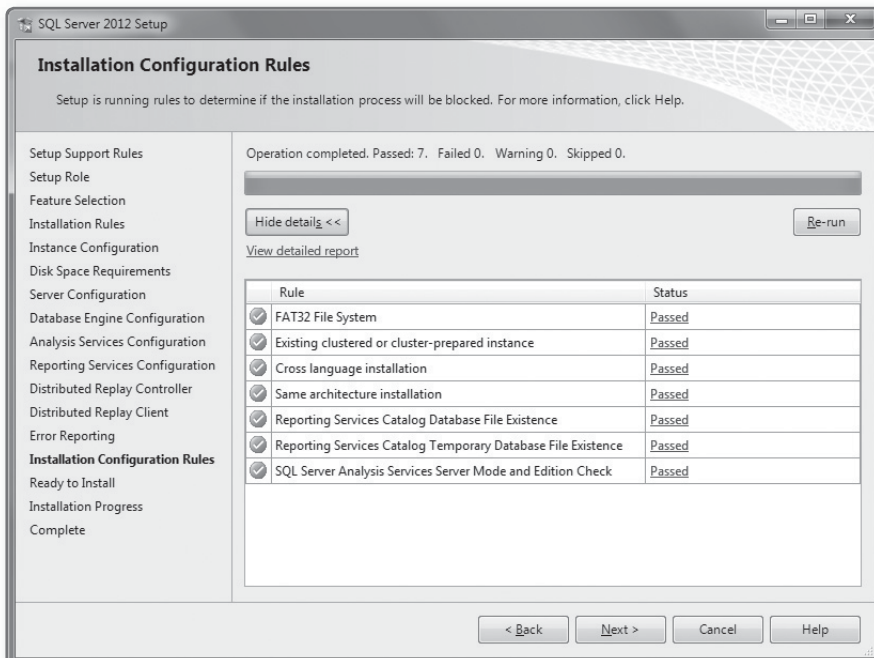 SQL Server 2012 Setup
Installation Configuration Rules
Setup is running rules to determine if the installation process will be blocked. For more information, click Help.
Setup Support Rules
Setup Role
Feature Selection
Installation Rules
Instance Configuration
Disk Space Requirements
Server Configuration
Database Engine Configuration
Analysis Services Configuration
Reporting Services Configuration
Distributed Replay Controller
Distributed Replay Client
Error Reporting
Installation Configuration Rules
Ready to Install
Installation Progress
Complete
Operation completed. Passed: 7. Failed 0. Warning 0. Skipped 0.
Hide details <<
Re-run
View detailed report
Rule Status
FAT32 File System Passed
Existing clustered or cluster-prepared instance Passed
Cross language installation Passed
Same architecture installation Passed
Reporting Services Catalog Database File Existence Passed
Reporting Services Catalog Temporary Database File Existence Passed
SQL Server Analysis Services Server Mode and Edition Check Passed
< Back Next > Cancel Help